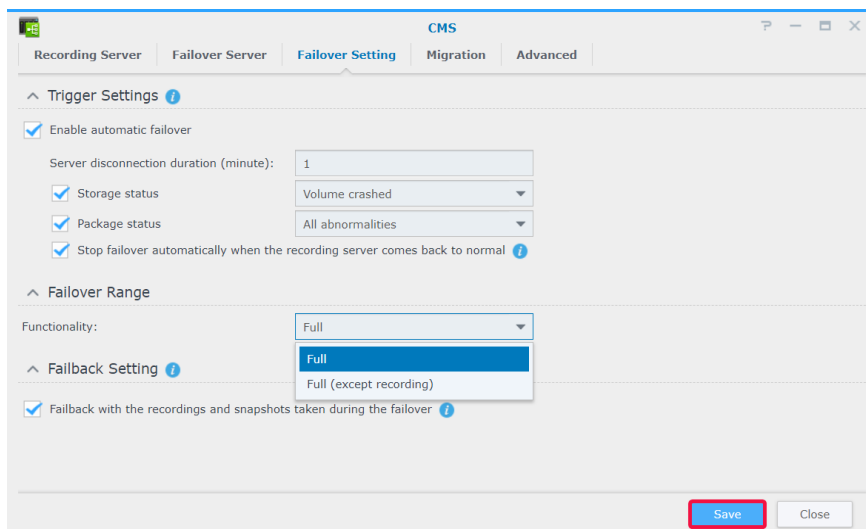 CMS
Recording Server Failover Server Failover Setting Migration Advanced
Trigger Settings
Enable automatic failover
Server disconnection duration (minute): 1
Storage status Volume crashed
Package status All abnormalities
Stop failover automatically when the recording server comes back to normal
Failover Range
Functionality: Full
Full
Full (except recording)
Failback Setting
Failback with the recordings and snapshots taken during the failover
Save Close